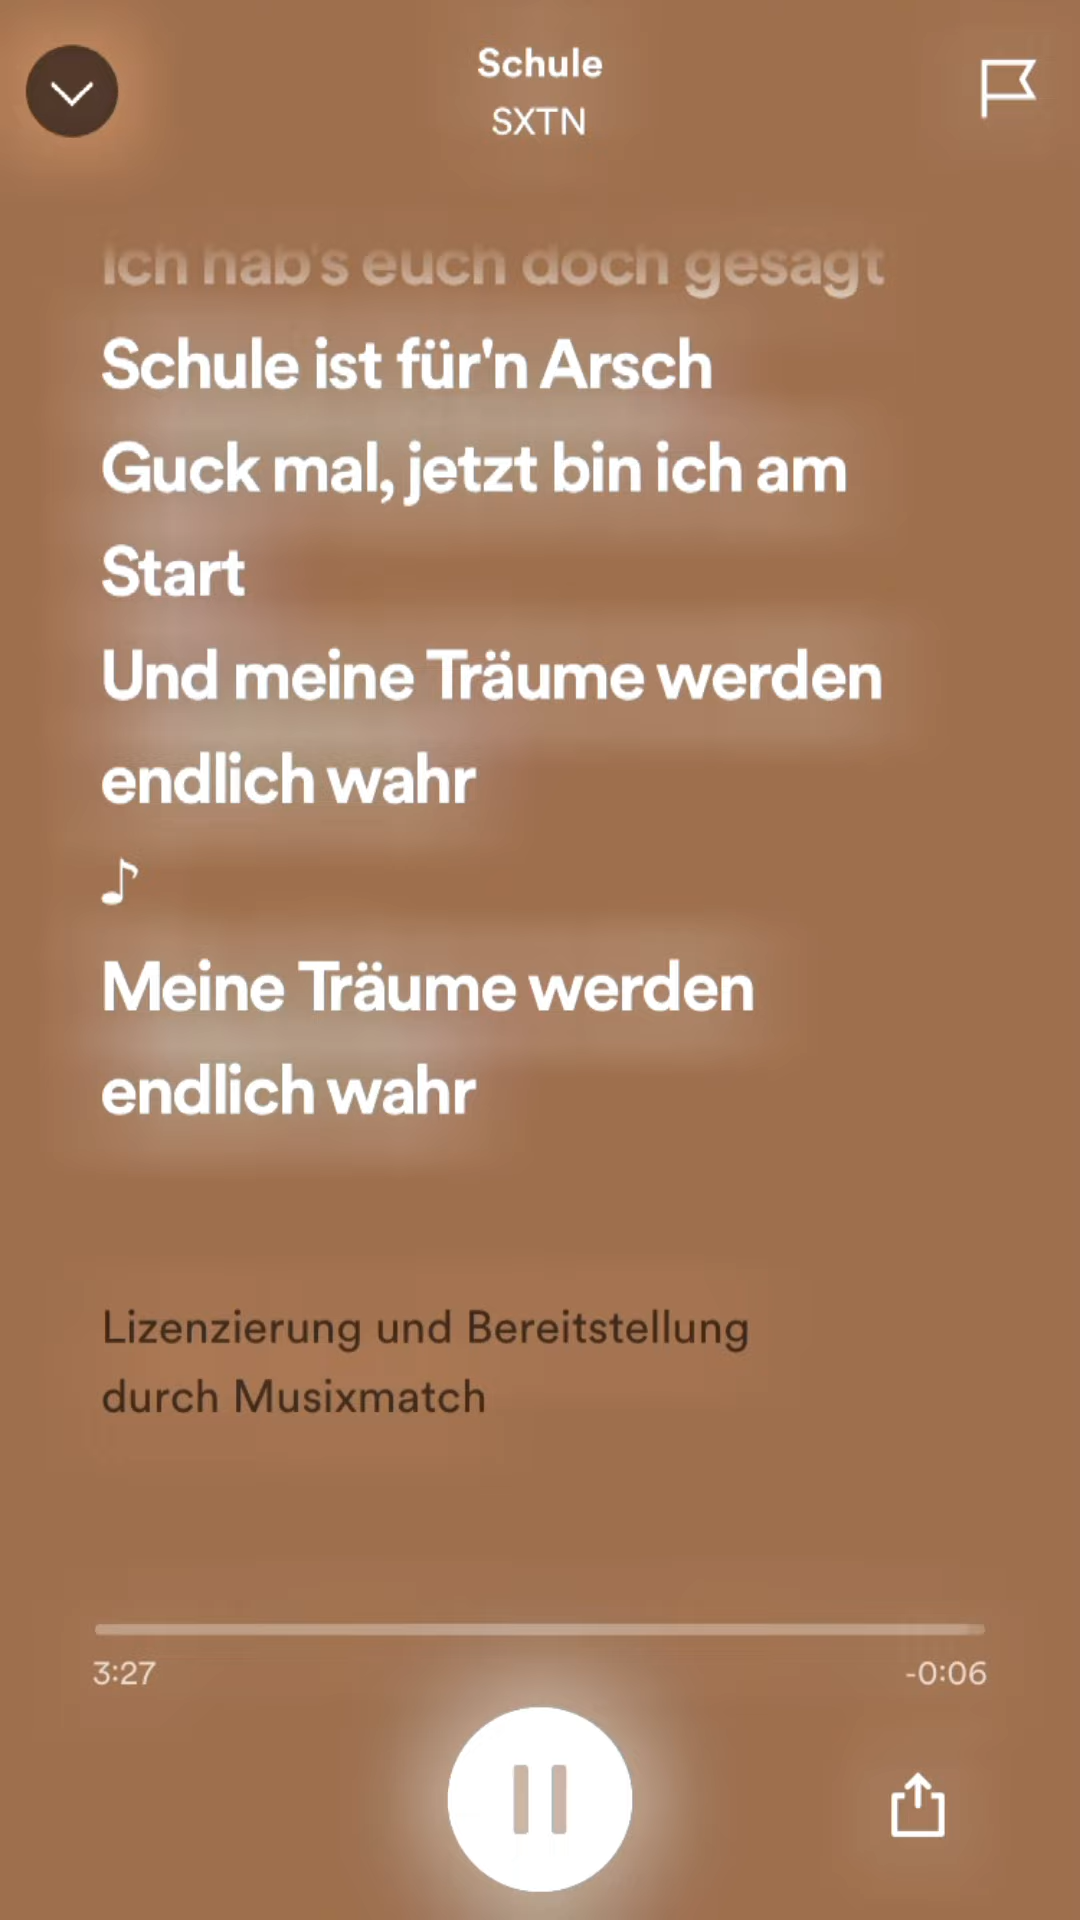 Schule
SXTN
Ich hab's euch doch gesagt
Schule ist für'n Arsch
Guck mal, jetzt bin ich am
Start
Und meine Träume werden
endlich wahr
♪
Meine Träume werden
endlich wahr
Lizenzierung und Bereitstellung
durch Musixmatch
3:27
-0:06